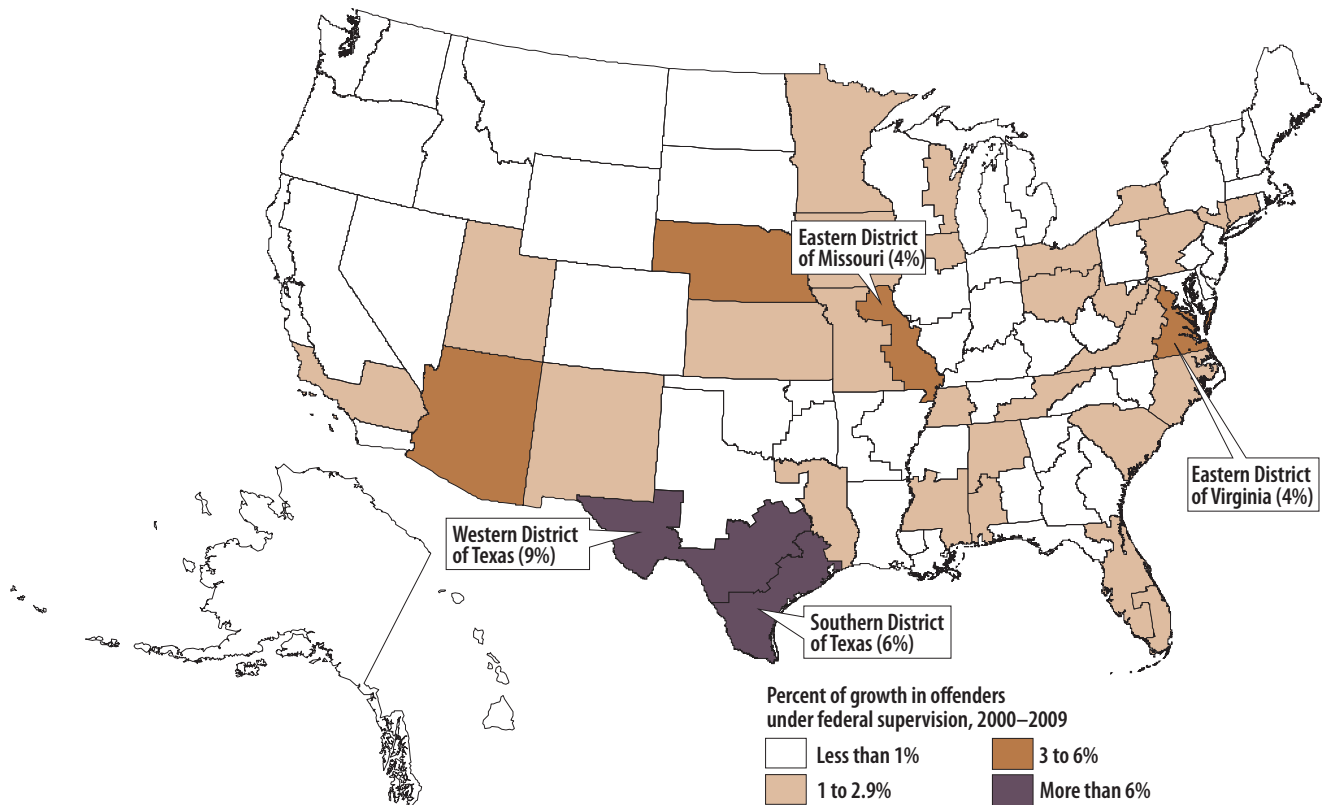 Eastern District
of Missouri (4%)
Eastern District
of Virginia (4%)
Western District
of Texas (9%)
Southern District
of Texas (6%)
Percent of growth in offenders
under federal supervision, 2000–2009
Less than 1%
3 to 6%
1 to 2.9%
More than 6%